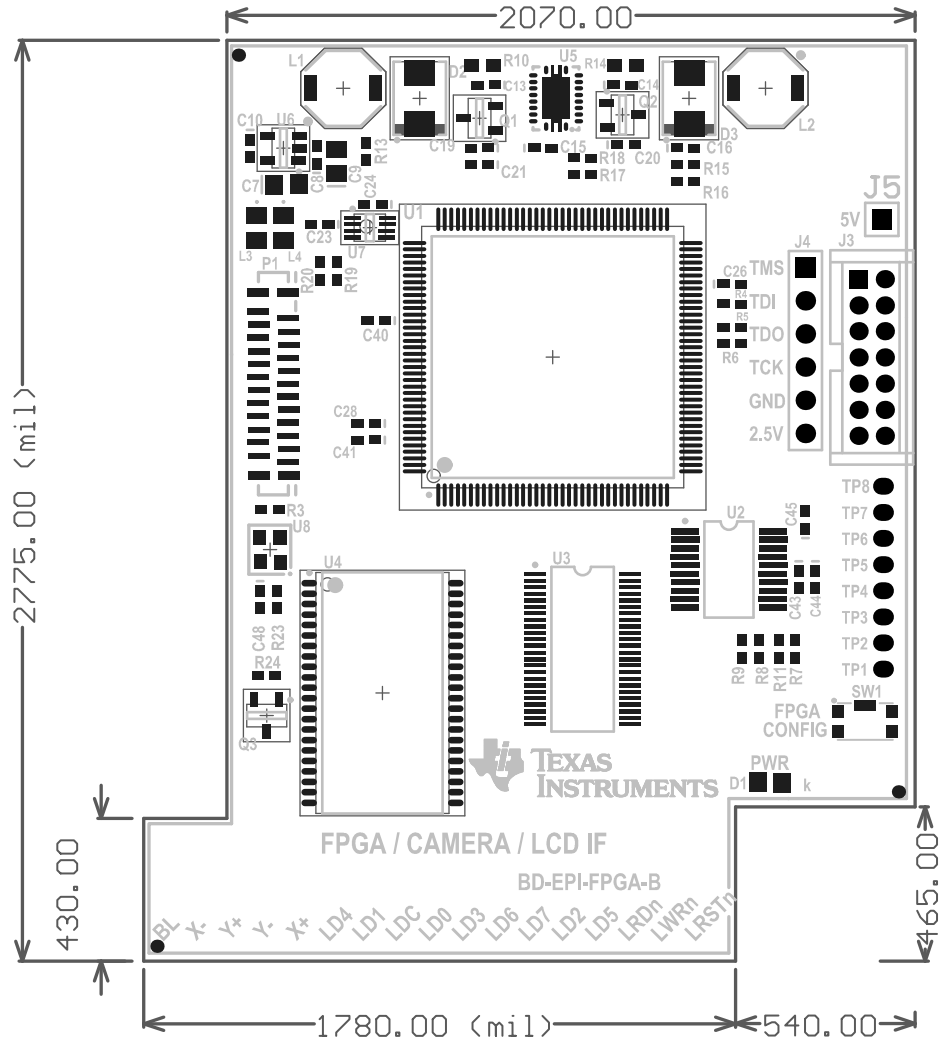 2070.00
L1
D2
R10
U5
R14
C13
C14
Q1
Q2
D3
L2
C10
U6
R13
C19
C21
C15
R18
R17
C20
C16
R15
R16
C7
C8
C9
C24
J5
5V
C23
U1
U7
L3
L4
P1
R20
R19
J4
J3
TMS
TDI
TDO
TCK
GND
2.5V
C26
R4
R5
R6
C40
C28
C41
2775.00 (mil)
R3
U8
U4
U3
U2
C45
C43
C44
TP8
TP7
TP6
TP5
TP4
TP3
TP2
TP1
C48
R23
R24
Q3
R9
R8
R11
R7
SW1
FPGA
CONFIG
TEXAS
INSTRUMENTS
PWR
D1
k
FPGA / CAMERA / LCD IF
BD-EPI-FPGA-B
BL X- Y+ Y- X+ LD4 LD1 LDC LD0 LD3 LD6 LD7 LD2 LD5 LRDn LWRn LRSTn
430.00
465.00
1780.00 (mil)
540.00